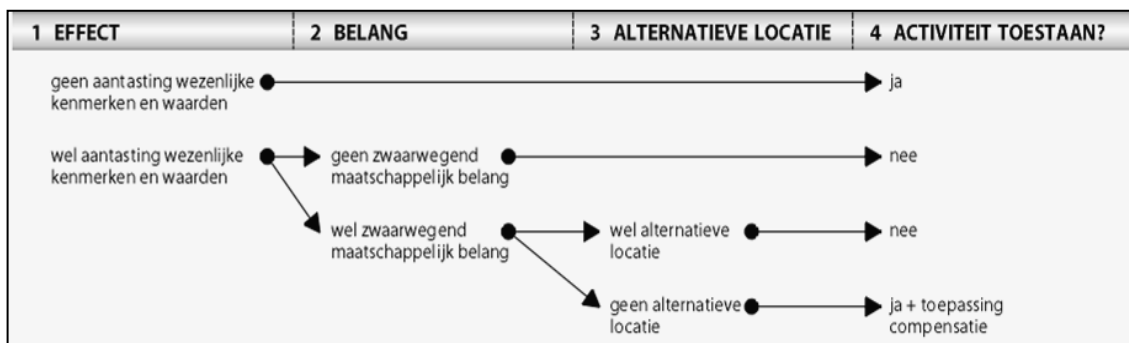 1 EFFECT 2 BELANG 3 ALTERNATIEVE LOCATIE 4 ACTIVITEIT TOESTAAN?
geen aantasting wezenlijke
kenmerken en waarden
ja
wel aantasting wezenlijke
kenmerken en waarden
geen zwaarwegend
maatschappelijk belang
nee
wel zwaarwegend
maatschappelijk belang
wel alternatieve
locatie
nee
geen alternatieve
locatie
ja + toepassing
compensatie